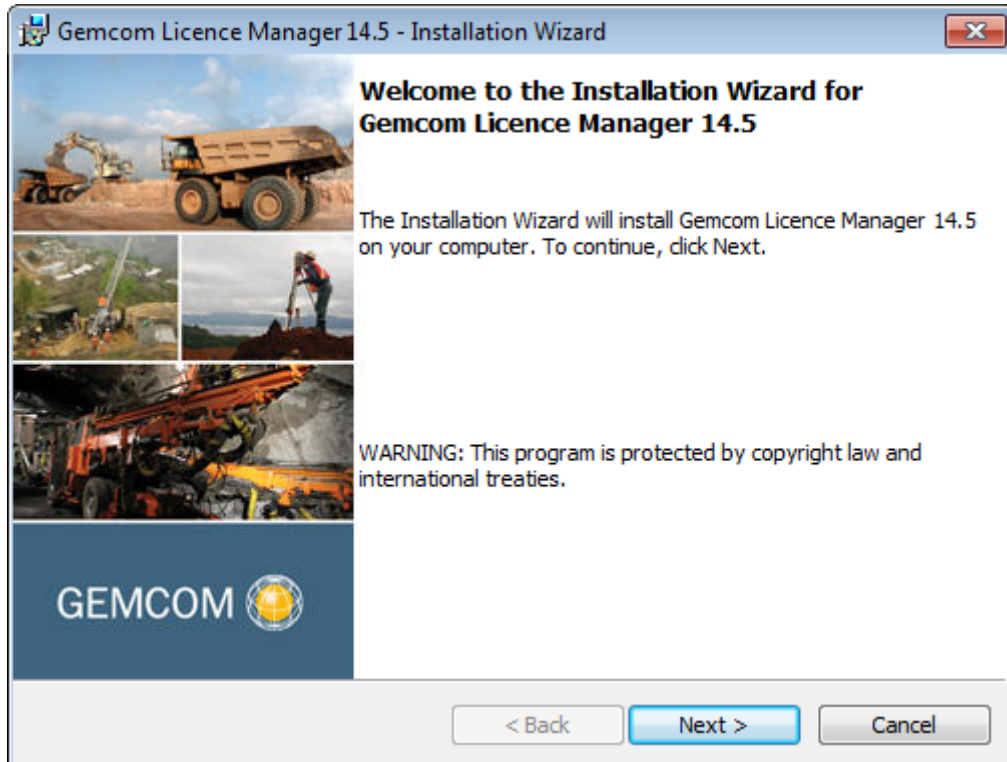 Gemcom Licence Manager 14.5 - Installation Wizard
Welcome to the Installation Wizard for
Gemcom Licence Manager 14.5
The Installation Wizard will install Gemcom Licence Manager 14.5
on your computer. To continue, click Next.
WARNING: This program is protected by copyright law and
international treaties.
GEMCOM
< Back
Next >
Cancel